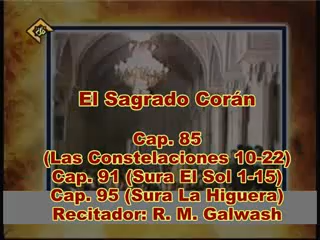 El Sagrado Corán
Cap. 85
(Las Constelaciones 10-22)
Cap. 91 (Sura El Sol 1-15)
Cap. 95 (Sura La Higuera)
Recitador: R. M. Galwash